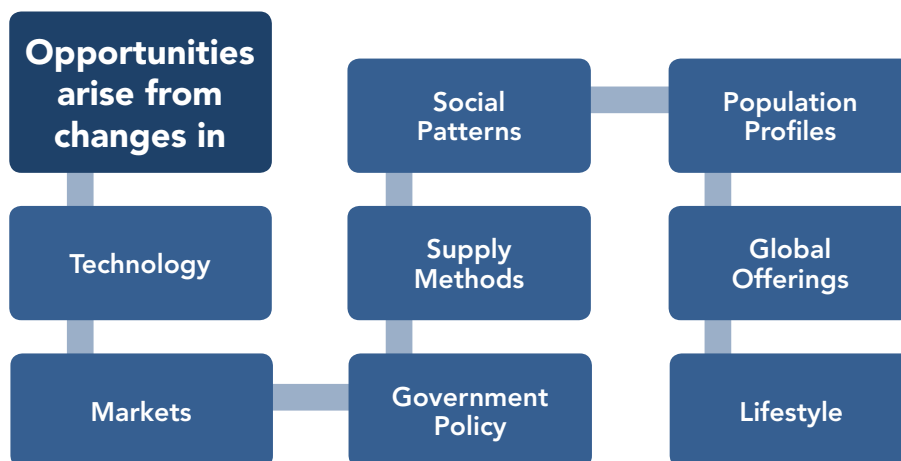 Opportunities
arise from
changes in
Technology
Markets
Government
Policy
Supply
Methods
Social
Patterns
Population
Profiles
Global
Offerings
Lifestyle